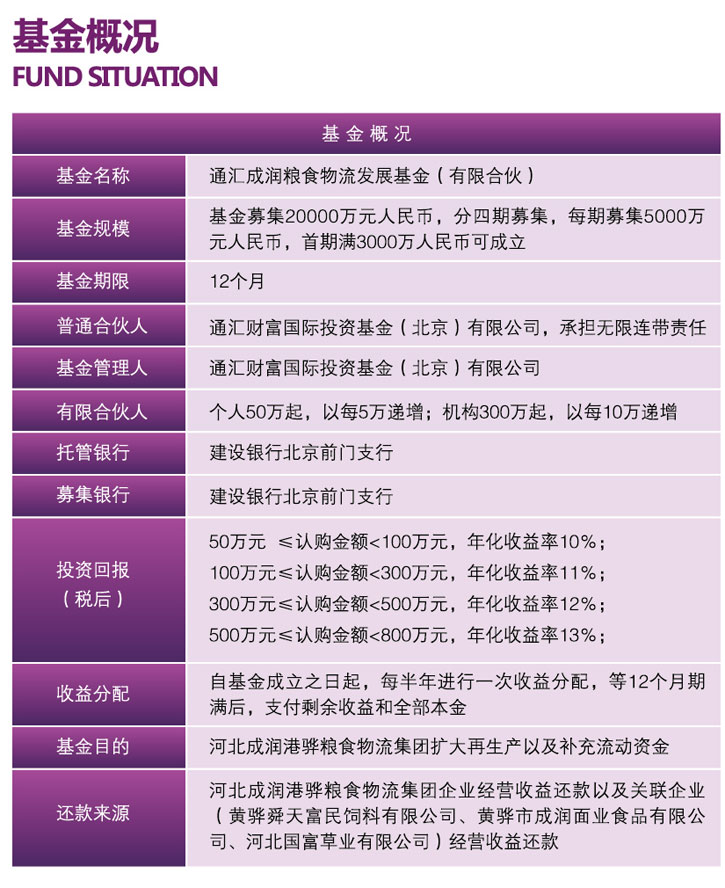 基金概况
FUND SITUATION
基金概况
基金名称
通汇成润粮食物流发展基金（有限合伙）
基金规模
基金募集20000万元人民币，分四期募集，每期募集5000万
元人民币，首期满3000万人民币可成立
基金期限
12个月
普通合伙人
通汇财富国际投资基金（北京）有限公司，承担无限连带责任
基金管理人
通汇财富国际投资基金（北京）有限公司
有限合伙人
个人50万起，以每5万递增；机构300万起，以每10万递增
托管银行
建设银行北京前门支行
募集银行
建设银行北京前门支行
投资回报
（税后）
50万元 ≤认购金额<100万元，年化收益率10%；
100万元≤认购金额<300万元，年化收益率11%；
300万元≤认购金额<500万元，年化收益率12%；
500万元≤认购金额<800万元，年化收益率13%；
收益分配
自基金成立之日起，每半年进行一次收益分配，等12个月期
满后，支付剩余收益和全部本金
基金目的
河北成润港骅粮食物流集团扩大再生产以及补充流动资金
还款来源
河北成润港骅粮食物流集团企业经营收益还款以及关联企业
（黄骅舜天富民饲料有限公司、黄骅市成润面业食品有限公
司、河北国富草业有限公司）经营收益还款